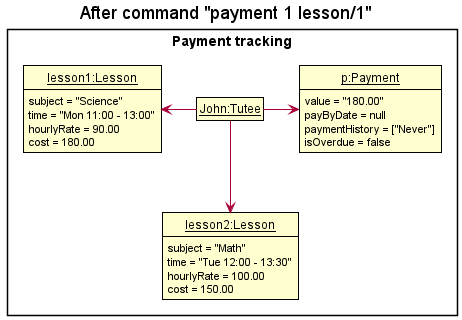 After command "payment 1 lesson/1"
Payment tracking
lesson1:Lesson
subject = "Science"
time = "Mon 11:00 - 13:00"
hourlyRate = 90.00
cost = 180.00
John:Tutee
p:Payment
value = "180.00"
payByDate = null
paymentHistory = ["Never"]
isOverdue = false
lesson2:Lesson
subject = "Math"
time = "Tue 12:00 - 13:30"
hourlyRate = 100.00
cost = 150.00